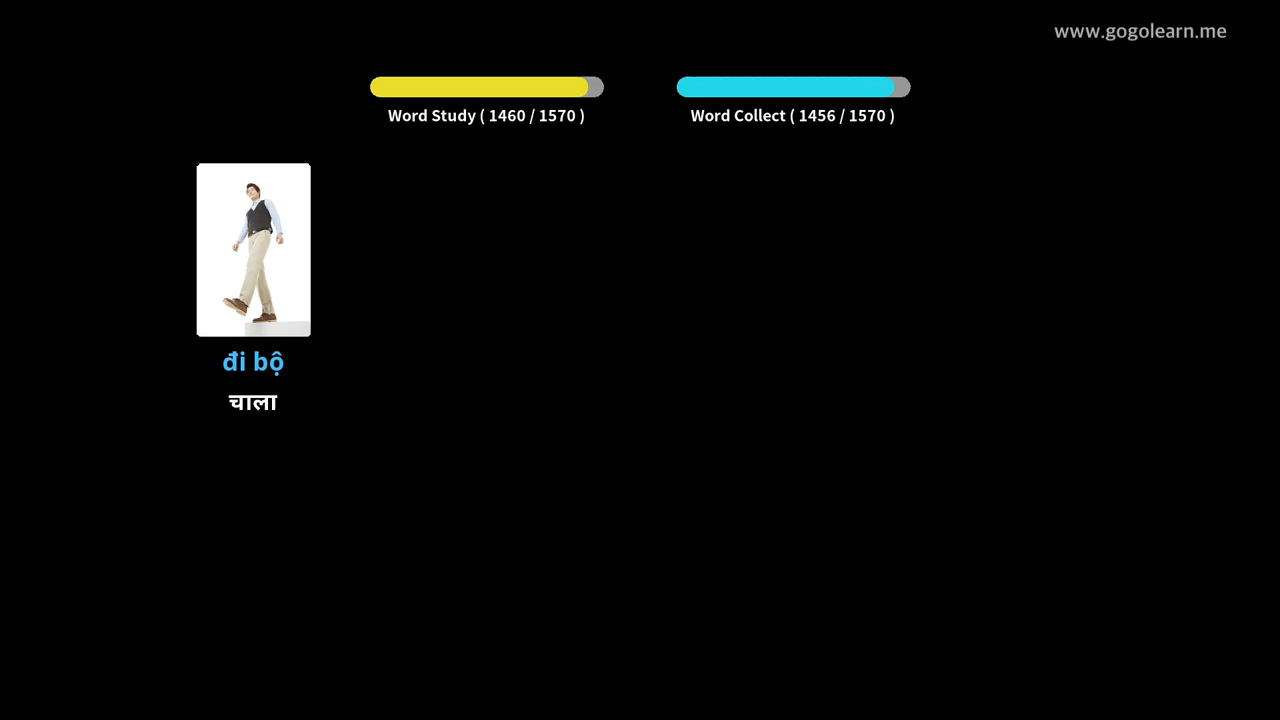 www.gogolearn.me
Word Study ( 1460 / 1570 )
Word Collect ( 1456 / 1570 )
đi bộ
चाला